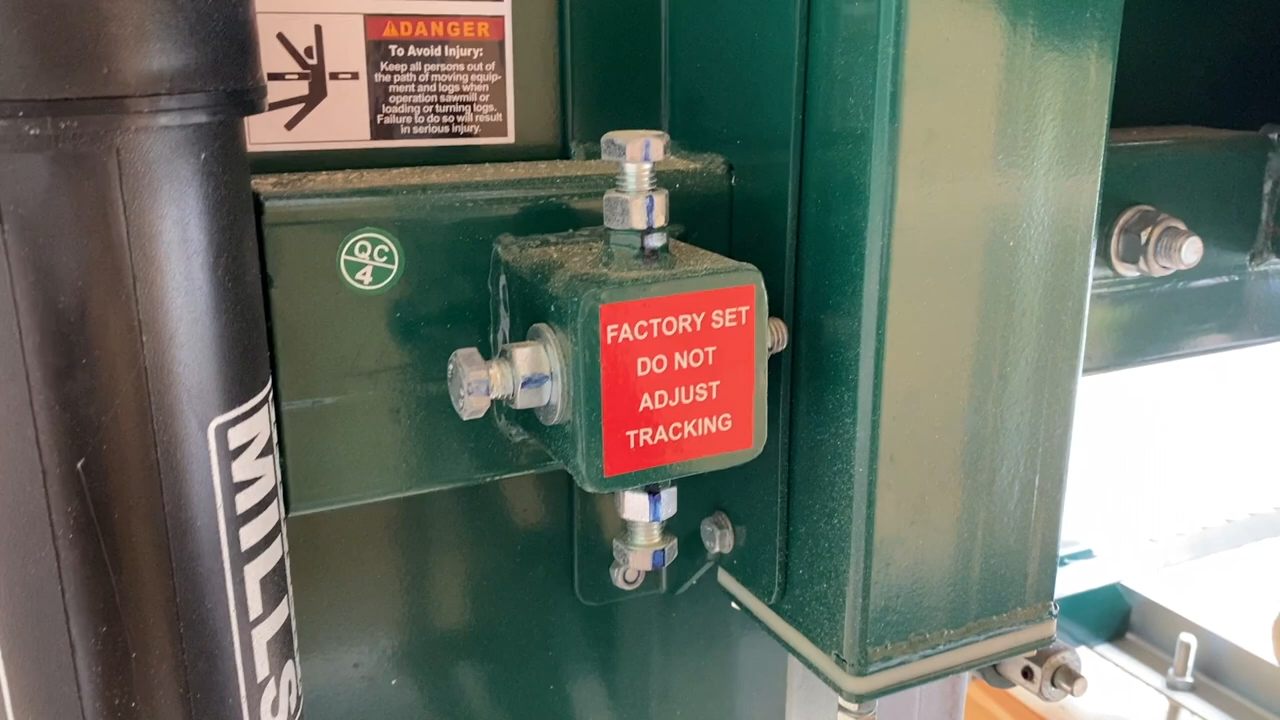 DANGER
To Avoid Injury:
Keep all persons out of
the path of moving equip-
ment and logs when
operation sawmill or
loading or turning logs.
Failure to do so will result
in serious injury.
QC
4
FACTORY SET
DO NOT
ADJUST
TRACKING
MILLS